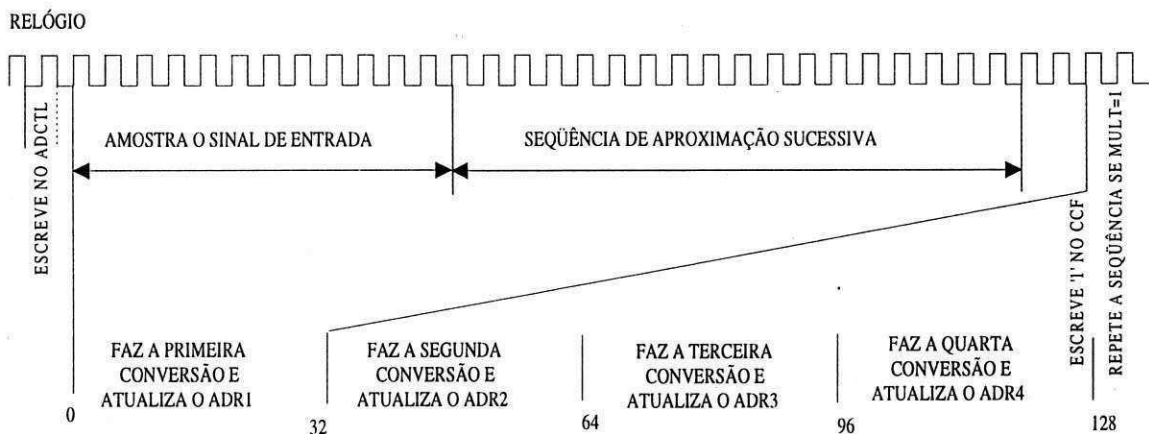 RELÓGIO
ESCREVE NO ADCTL
AMOSTRA O SINAL DE ENTRADA
SEQÜÊNCIA DE APROXIMAÇÃO SUCESSIVA
ESCREVE '1' NO CCF
REPETE A SEQÜÊNCIA SE MULT=1
FAZ A PRIMEIRA
CONVERSÃO E
ATUALIZA O ADR1
FAZ A SEGUNDA
CONVERSÃO E
ATUALIZA O ADR2
FAZ A TERCEIRA
CONVERSÃO E
ATUALIZA O ADR3
FAZ A QUARTA
CONVERSÃO E
ATUALIZA O ADR4
0
32
64
96
128